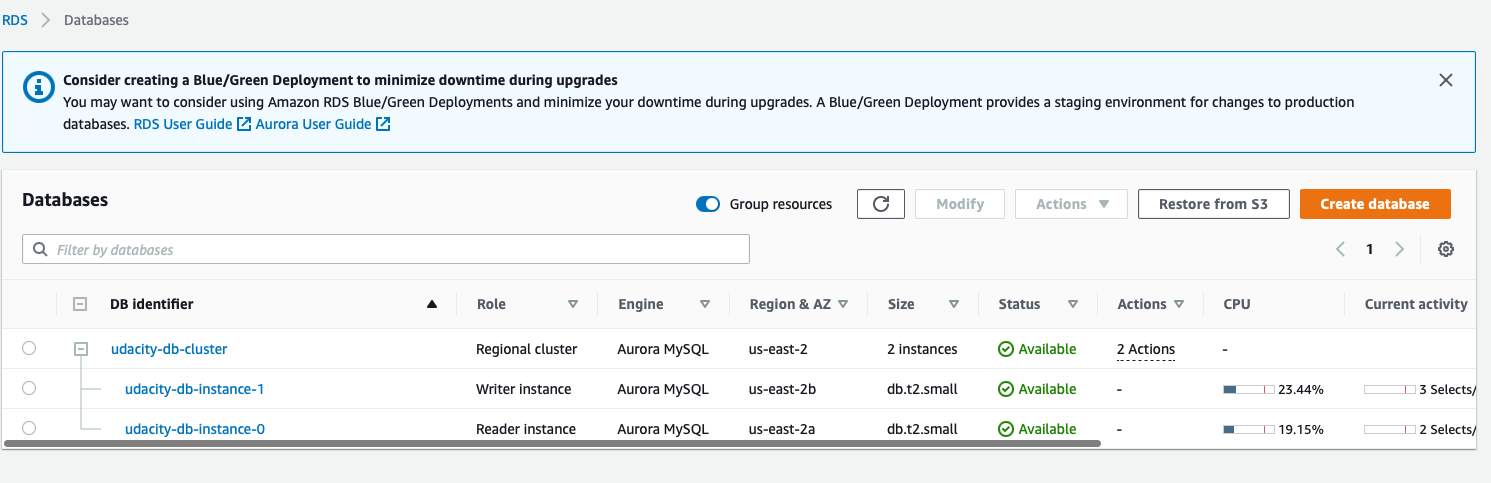 RDS > Databases
Consider creating a Blue/Green Deployment to minimize downtime during upgrades
You may want to consider using Amazon RDS Blue/Green Deployments and minimize your downtime during upgrades. A Blue/Green Deployment provides a staging environment for changes to production
databases. RDS User Guide Aurora User Guide
Databases Group resources Modify Actions Restore from S3 Create database
Filter by databases 1
DB identifier Role Engine Region & AZ Size Status Actions CPU Current activity
udacity-db-cluster Regional cluster Aurora MySQL us-east-2 2 instances Available 2 Actions -
udacity-db-instance-1 Writer instance Aurora MySQL us-east-2b db.t2.small Available - 23.44% 3 Selects/
udacity-db-instance-0 Reader instance Aurora MySQL us-east-2a db.t2.small Available - 19.15% 2 Selects/